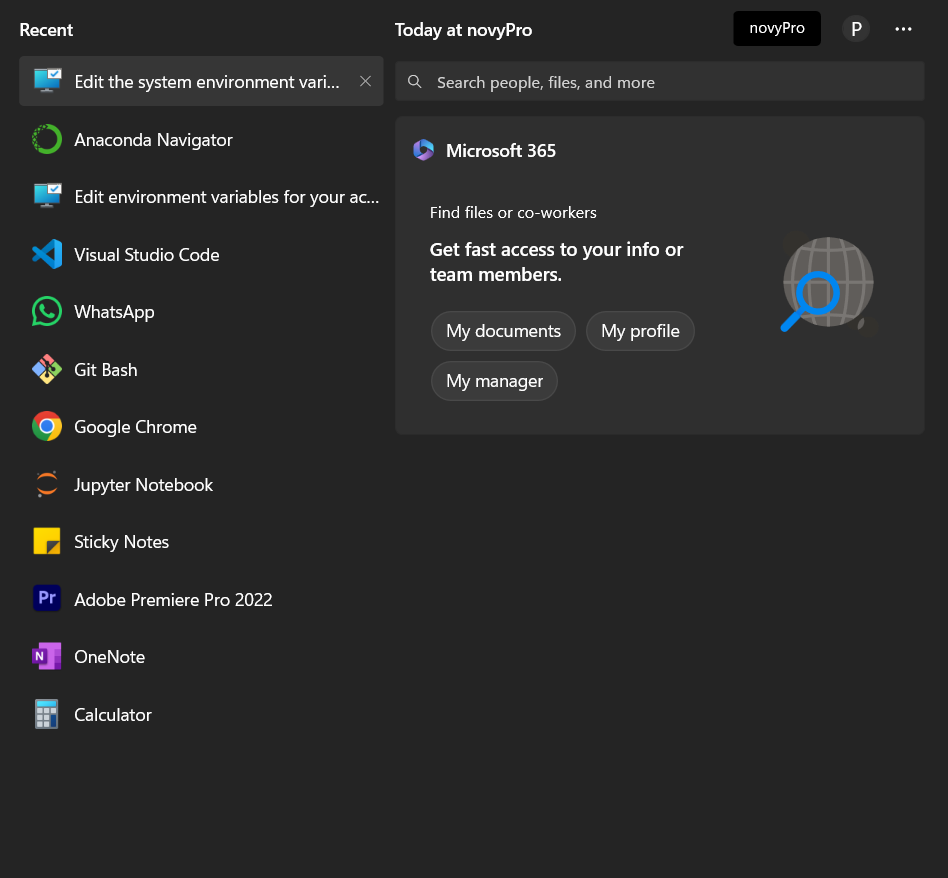 Recent
Edit the system environment vari...
Anaconda Navigator
Edit environment variables for your ac...
Visual Studio Code
WhatsApp
Git Bash
Google Chrome
Jupyter Notebook
Sticky Notes
Pr
Adobe Premiere Pro 2022
N
OneNote
Calculator
Today at novyPro
novyPro
P
Search people, files, and more
Microsoft 365
Find files or co-workers
Get fast access to your info or
team members.
My documents
My profile
My manager